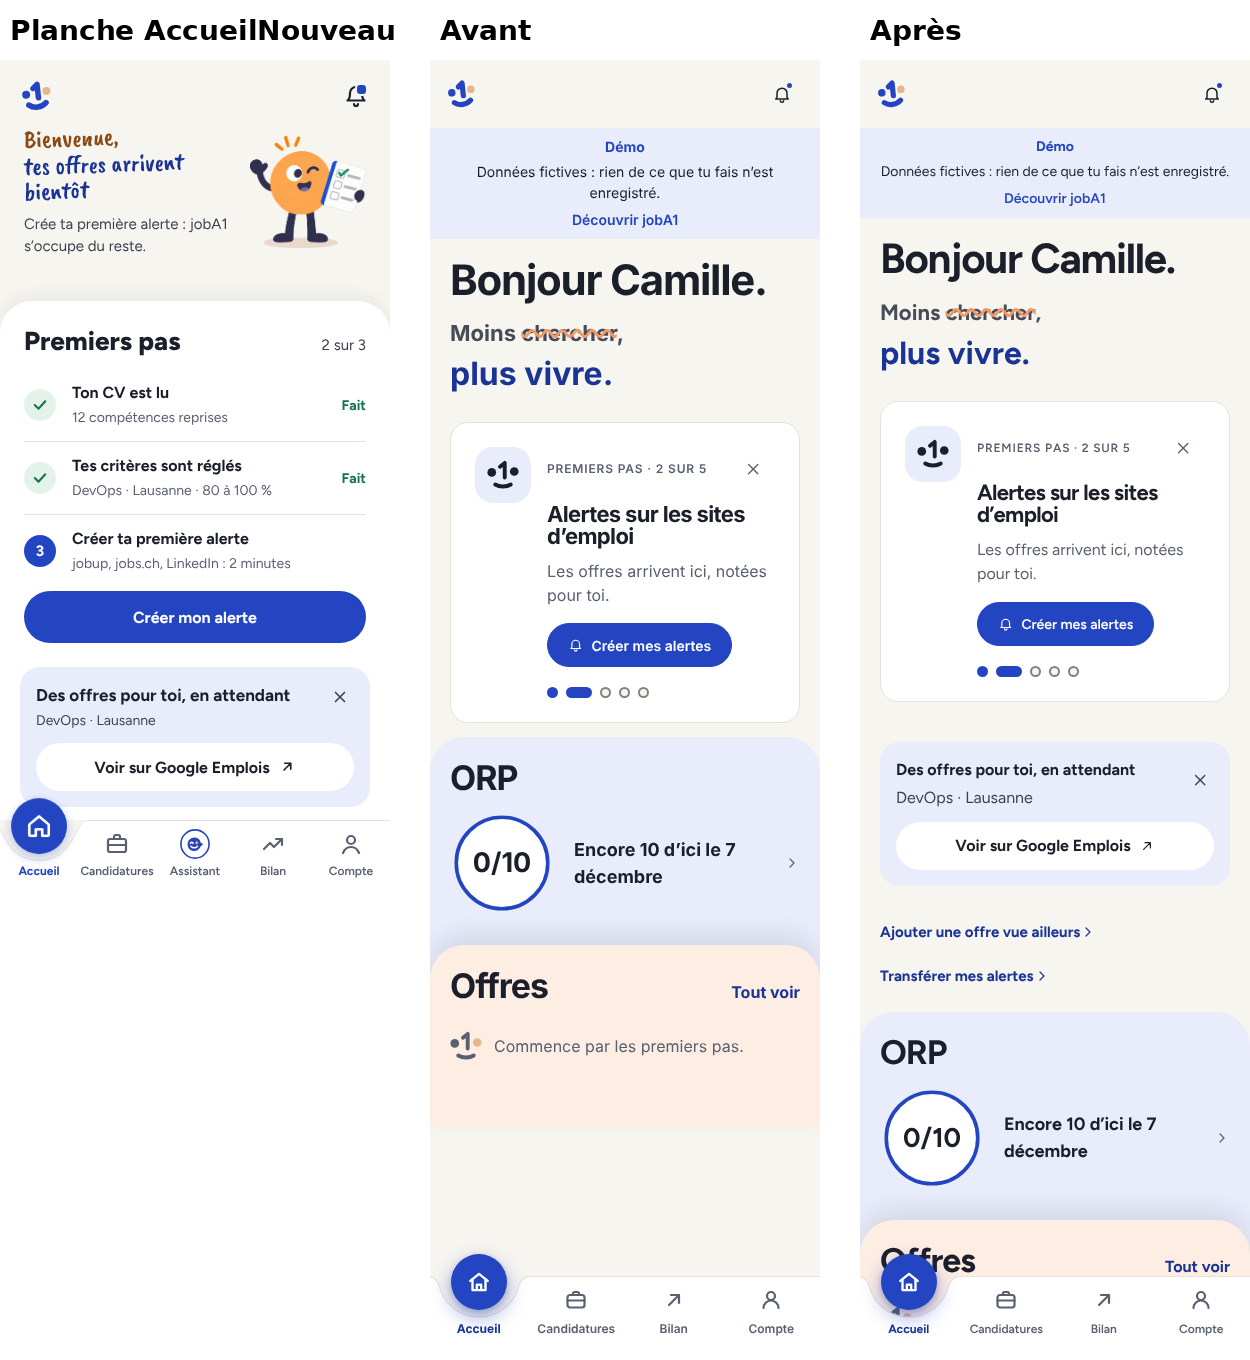 Planche AccueilNouveau
Bienvenue,
tes offres arrivent
bientôt
Crée ta première alerte : jobA1
s’occupe du reste.
Premiers pas
2 sur 3
Ton CV est lu
12 compétences reprises
Fait
Tes critères sont réglés
DevOps · Lausanne · 80 à 100 %
Fait
3
Créer ta première alerte
jobup, jobs.ch, LinkedIn : 2 minutes
Créer mon alerte
Des offres pour toi, en attendant
DevOps · Lausanne
Voir sur Google Emplois
Accueil
Candidatures
Assistant
Bilan
Compte
Avant
Démo
Données fictives : rien de ce que tu fais n’est
enregistré.
Découvrir jobA1
Bonjour Camille.
Moins chercher,
plus vivre.
PREMIERS PAS · 2 SUR 5
Alertes sur les sites
d’emploi
Les offres arrivent ici, notées
pour toi.
Créer mes alertes
ORP
0/10
Encore 10 d’ici le 7
décembre
Offres
Tout voir
Commence par les premiers pas.
Accueil
Candidatures
Bilan
Compte
Après
Démo
Données fictives : rien de ce que tu fais n’est enregistré.
Découvrir jobA1
Bonjour Camille.
Moins chercher,
plus vivre.
PREMIERS PAS · 2 SUR 5
Alertes sur les sites
d’emploi
Les offres arrivent ici, notées
pour toi.
Créer mes alertes
Des offres pour toi, en attendant
DevOps · Lausanne
Voir sur Google Emplois
Ajouter une offre vue ailleurs
Transférer mes alertes
ORP
0/10
Encore 10 d’ici le 7
décembre
Offres
Tout voir
Accueil
Candidatures
Bilan
Compte